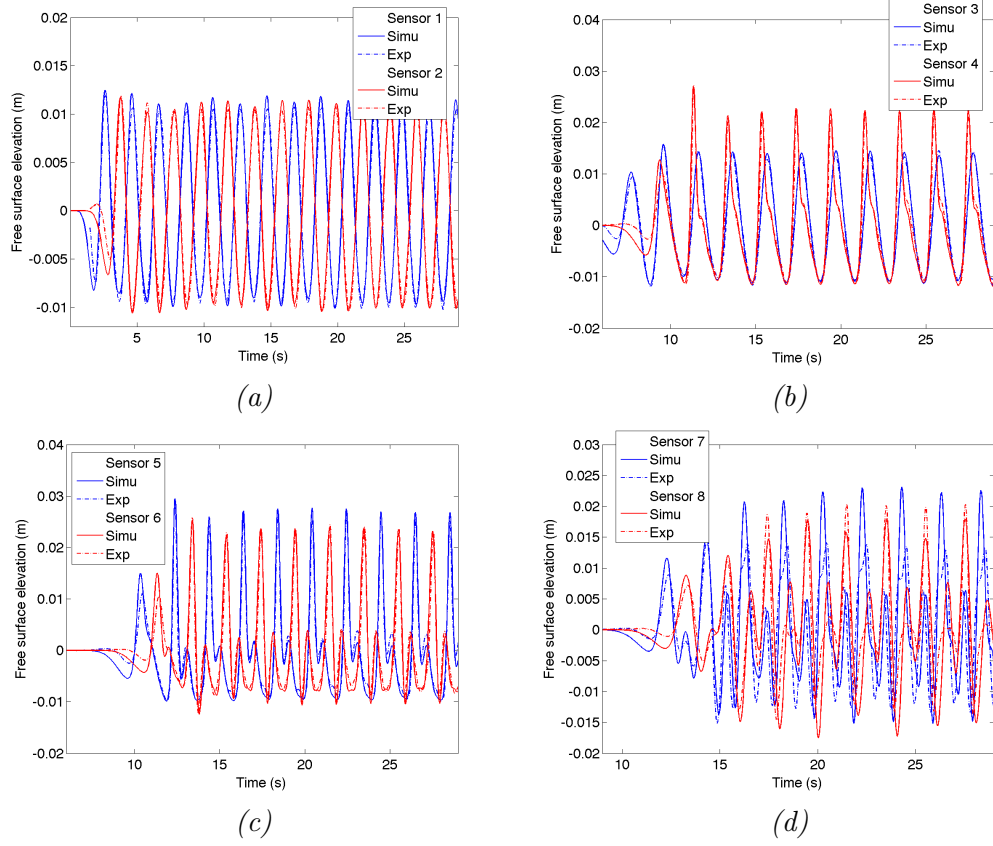 0.02
0.015
0.01
0.005
0
-0.005
-0.01
Free surface elevation (m)
5
10
15
20
25
Time (s)
Sensor 1
Simu
Exp
Sensor 2
Simu
Exp
(a)
0.04
0.03
0.02
0.01
0
-0.01
-0.02
Free surface elevation (m)
10
15
20
25
Time (s)
Sensor 3
Simu
Exp
Sensor 4
Simu
Exp
(b)
0.04
0.03
0.02
0.01
0
-0.01
-0.02
Free surface elevation (m)
10
15
20
25
Time (s)
Sensor 5
Simu
Exp
Sensor 6
Simu
Exp
(c)
0.03
0.025
0.02
0.015
0.01
0.005
0
-0.005
-0.01
-0.015
-0.02
Free surface elevation (m)
10
15
20
25
Time (s)
Sensor 7
Simu
Exp
Sensor 8
Simu
Exp
(d)